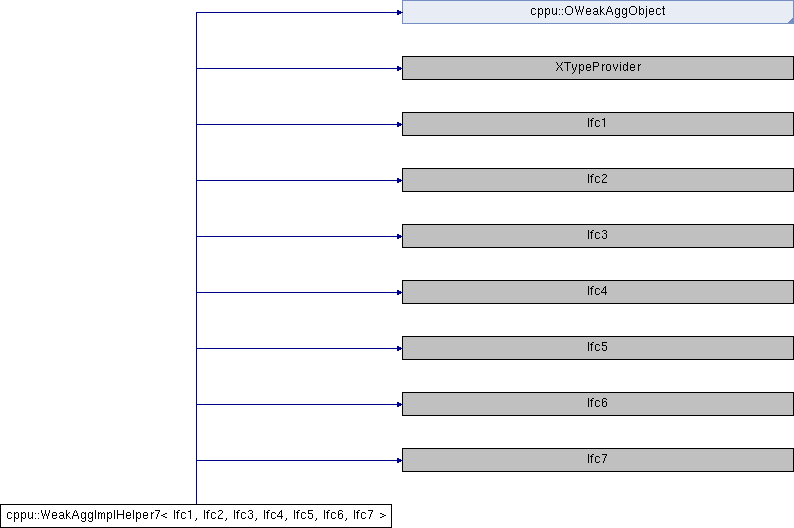 cppu::OWeakAggObject
XTypeProvider
Ifc1
Ifc2
Ifc3
Ifc4
Ifc5
Ifc6
Ifc7
cppu::WeakAggImplHelper7< Ifc1, Ifc2, Ifc3, Ifc4, Ifc5, Ifc6, Ifc7 >